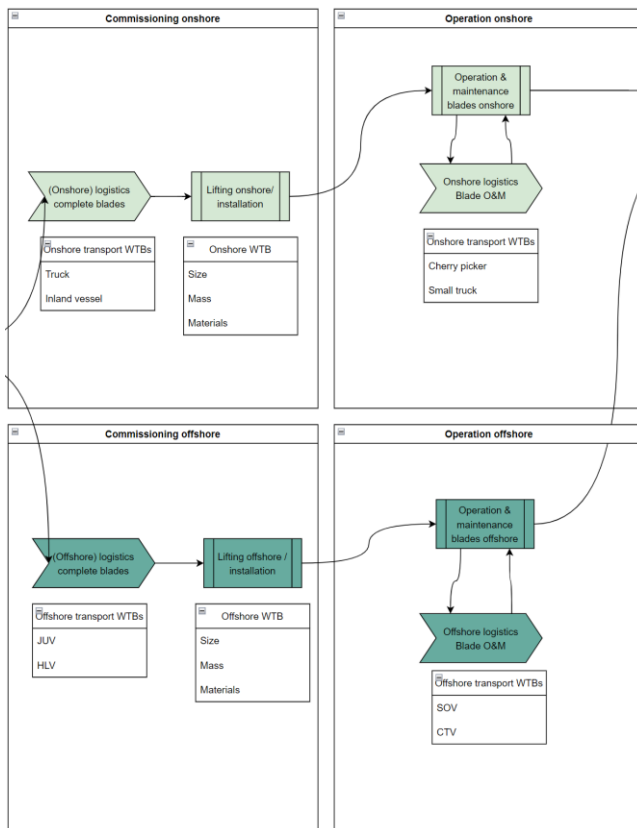 Commissioning onshore
(Onshore) logistics
complete blades
Lifting onshore/
installation
Onshore transport WTBs
Truck
Inland vessel
Onshore WTB
Size
Mass
Materials
Operation onshore
Operation &
maintenance
blades onshore
Onshore logistics
Blade O&M
Onshore transport WTBs
Cherry picker
Small truck
Commissioning offshore
(Offshore) logistics
complete blades
Lifting offshore /
installation
Offshore transport WTBs
JUV
HLV
Offshore WTB
Size
Mass
Materials
Operation offshore
Operation &
maintenance
blades offshore
Offshore logistics
Blade O&M
Offshore transport WTBs
SOV
CTV